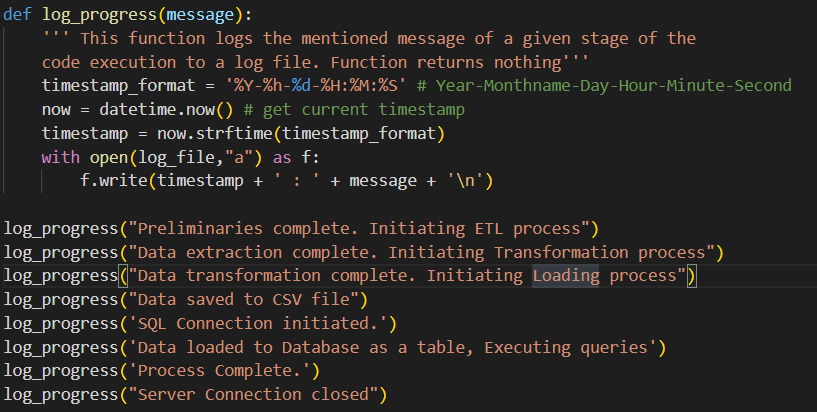 def log_progress(message):
    ''' This function logs the mentioned message of a given stage of the
    code execution to a log file. Function returns nothing'''
    timestamp_format = '%Y-%h-%d-%H:%M:%S' # Year-Monthname-Day-Hour-Minute-Second
    now = datetime.now() # get current timestamp
    timestamp = now.strftime(timestamp_format)
    with open(log_file,"a") as f:
        f.write(timestamp + ' : ' + message + '\n')
log_progress("Preliminaries complete. Initiating ETL process")
log_progress("Data extraction complete. Initiating Transformation process")
log_progress("Data transformation complete. Initiating Loading process")
log_progress("Data saved to CSV file")
log_progress('SQL Connection initiated.')
log_progress('Data loaded to Database as a table, Executing queries')
log_progress('Process Complete.')
log_progress("Server Connection closed")